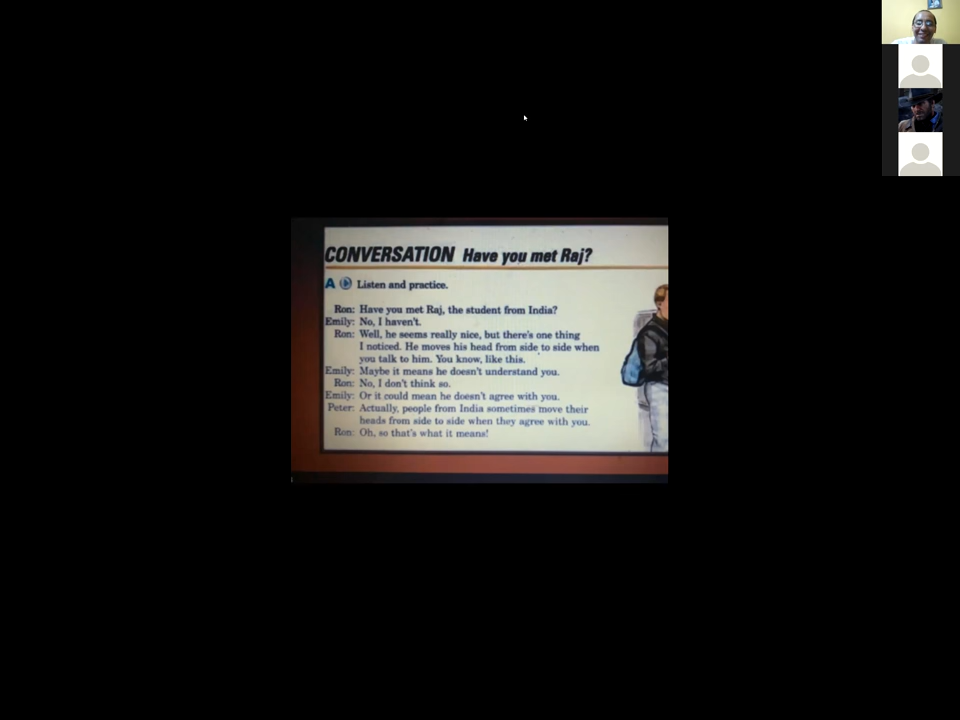 CONVERSATION Have you met Raj?
A Listen and practice.
Ron: Have you met Raj, the student from India?
Emily: No, I haven't.
Ron: Well, he seems really nice, but there's one thing
I noticed. He moves his head from side to side when
you talk to him. You know, like this.
Emily: Maybe it means he doesn't understand you.
Ron: No, I don't think so.
Emily: Or it could mean he doesn't agree with you.
Peter: Actually, people from India sometimes move their
heads from side to side when they agree with you.
Ron: Oh, so that's what it means!